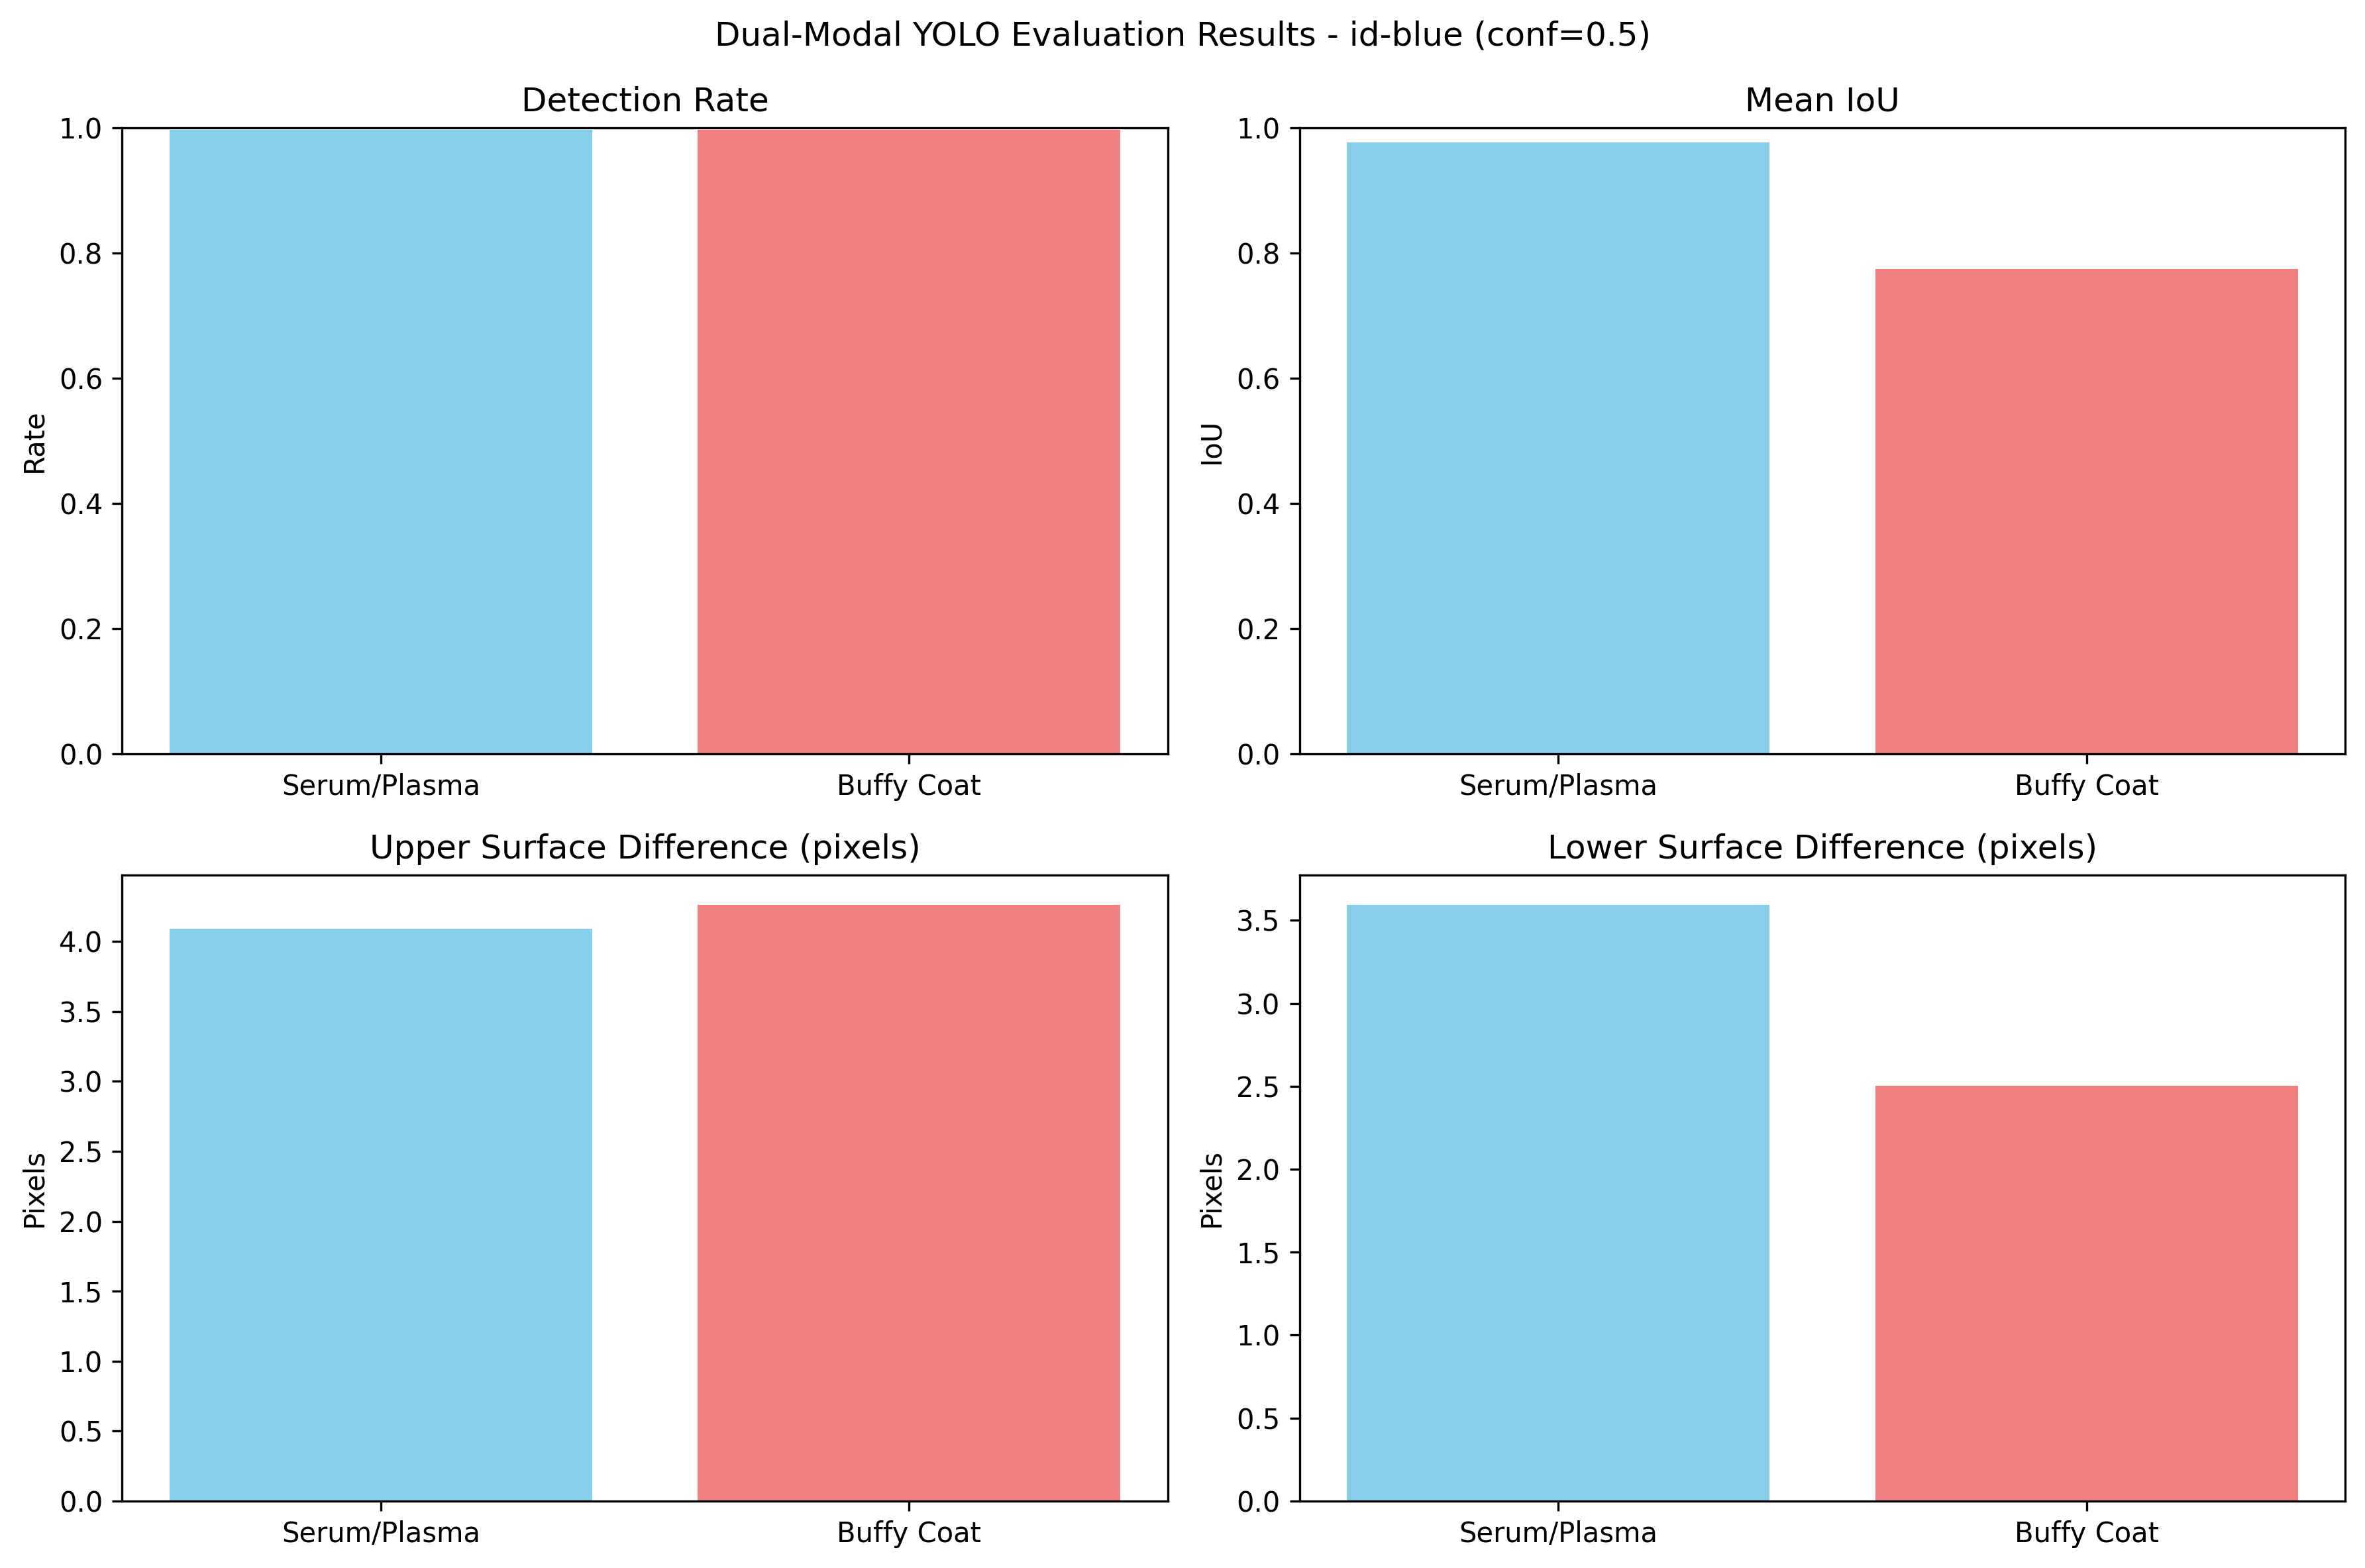 Dual-Modal YOLO Evaluation Results - id-blue (conf=0.5)
Detection Rate
1.0
0.8
0.6
0.4
0.2
0.0
Rate
Serum/Plasma Buffy Coat
Mean IoU
1.0
0.8
0.6
0.4
0.2
0.0
IoU
Serum/Plasma Buffy Coat
Upper Surface Difference (pixels)
4.0
3.5
3.0
2.5
2.0
1.5
1.0
0.5
0.0
Pixels
Serum/Plasma Buffy Coat
Lower Surface Difference (pixels)
3.5
3.0
2.5
2.0
1.5
1.0
0.5
0.0
Pixels
Serum/Plasma Buffy Coat